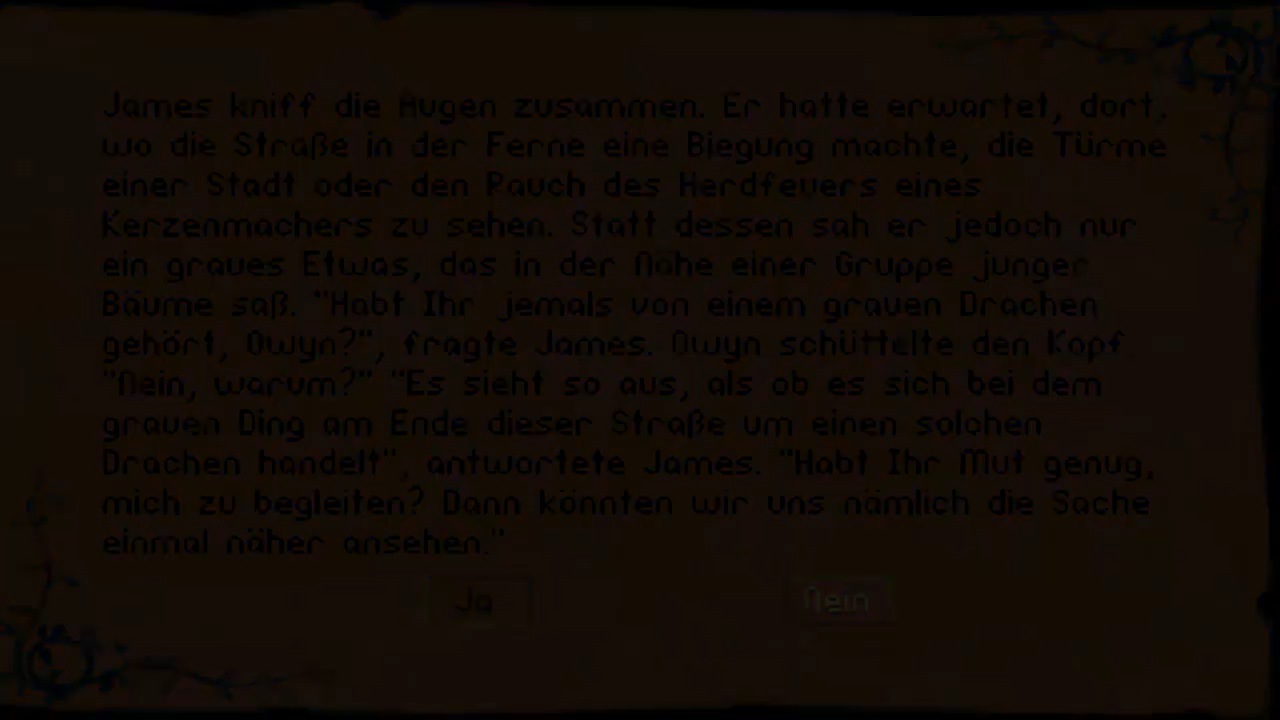 James kniff die Augen zusammen. Er hatte erwartet, dort,
wo die Straße in der Ferne eine Biegung machte, die Türme
einer Stadt oder den Rauch des Herdfeuers eines
Kerzenmachers zu sehen. Statt dessen sah er jedoch nur
ein graues Etwas, das in der Nähe einer Gruppe junger
Bäume saß. "Habt Ihr jemals von einem grauen Drachen
gehört, Owyn?", fragte James. Owyn schüttelte den Kopf
"Nein, warum?" "Es sieht so aus, als ob es sich bei dem
grauen Ding am Ende dieser Straße um einen solchen
Drachen handelt", antwortete James. "Habt Ihr Mut genug,
mich zu begleiten? Dann könnten wir uns nämlich die Sache
einmal näher ansehen."
Ja Nein